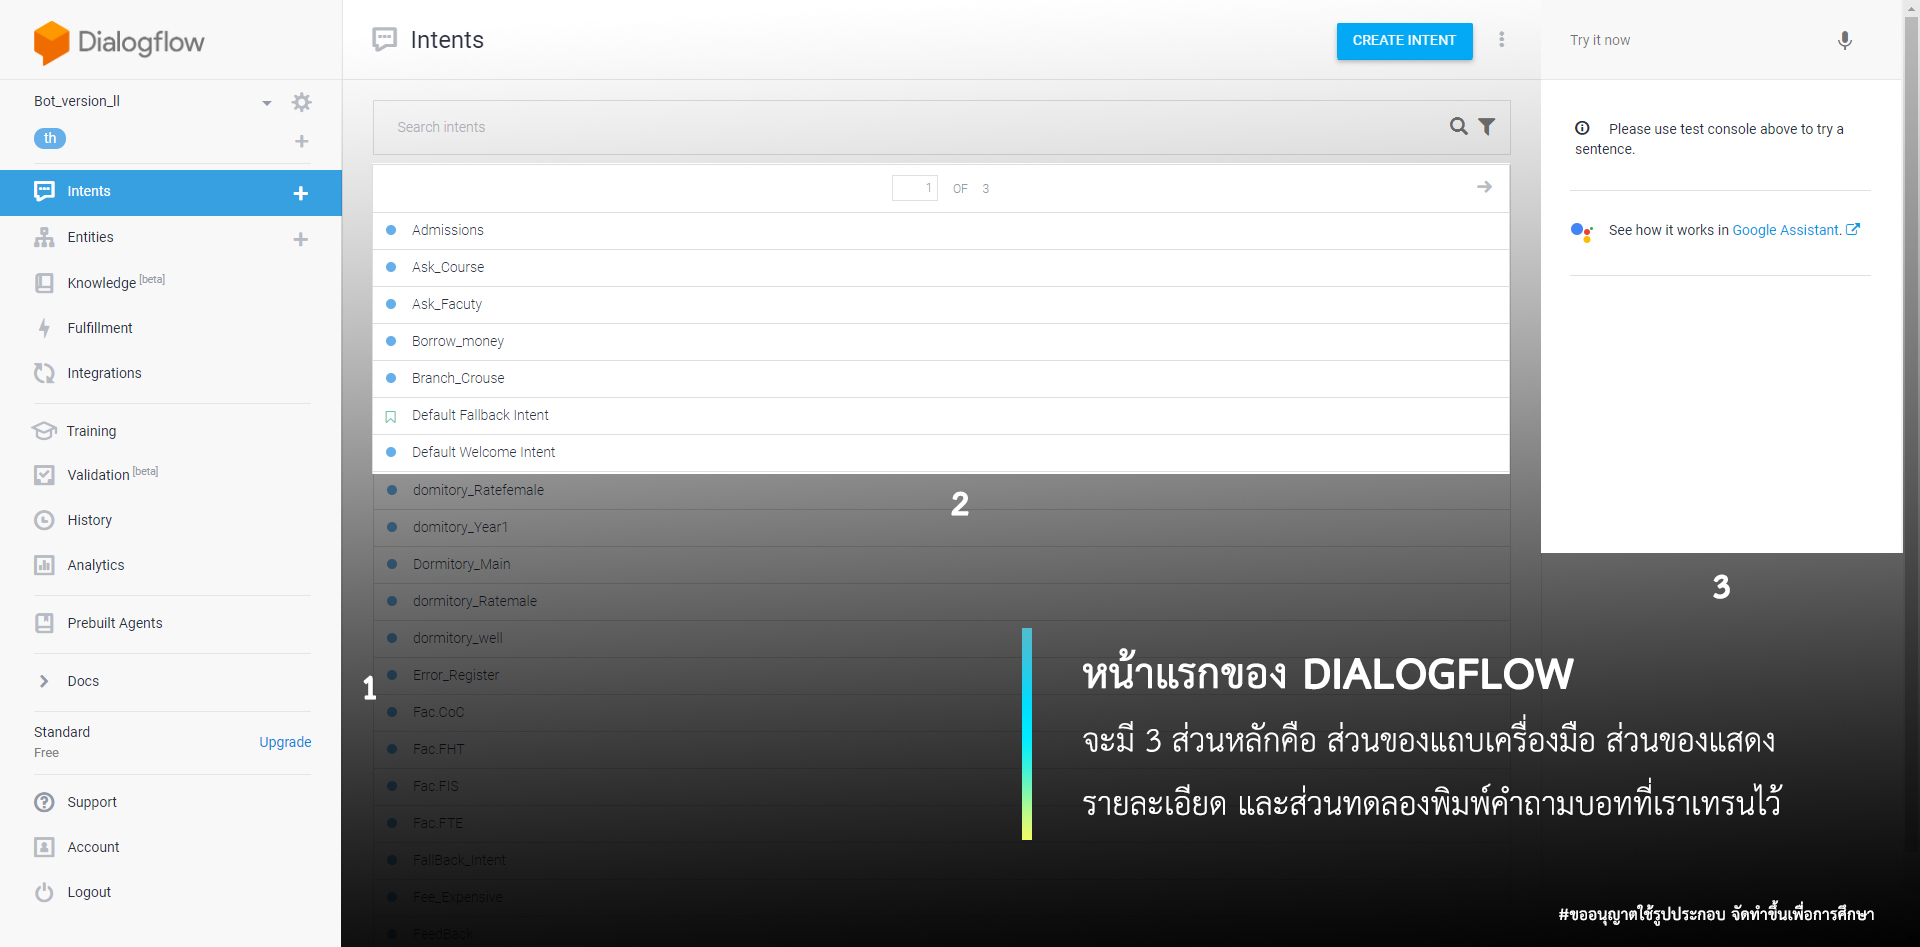 Dialogflow
Bot_version_ll
th
Intents
Entities
Knowledge [beta]
Fulfillment
Integrations
Training
Validation [beta]
History
Analytics
Prebuilt Agents
Docs
Standard
Free
Upgrade
Support
Account
Logout
Intents
CREATE INTENT
Search intents
1 OF 3
Admissions
Ask_Course
Ask_Facuty
Borrow_money
Branch_Crouse
Default Fallback Intent
Default Welcome Intent
domitory_Ratefemale
domitory_Year1
Dormitory_Main
dormitory_Ratemale
dormitory_well
Error_Register
Fac.CoC
Fac.FHT
Fac.FIS
Fac.FTE
FallBack_Intent
Fee_Expensive
FeedBack
1
2
Try it now
Please use test console above to try a
sentence.
See how it works in Google Assistant.
3
หน้าแรกของ DIALOGFLOW
จะมี 3 ส่วนหลักคือ ส่วนของแถบเครื่องมือ ส่วนของแสดง
รายละเอียด และส่วนทดลองพิมพ์คำถามบอทที่เราเทรนไว้
#ขออนุญาตใช้รูปประกอบ จัดทำขึ้นเพื่อการศึกษา